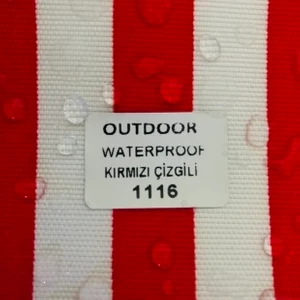 OUTDOOR
WATERPROOF
KIRMIZI ÇİZGİLİ
1116